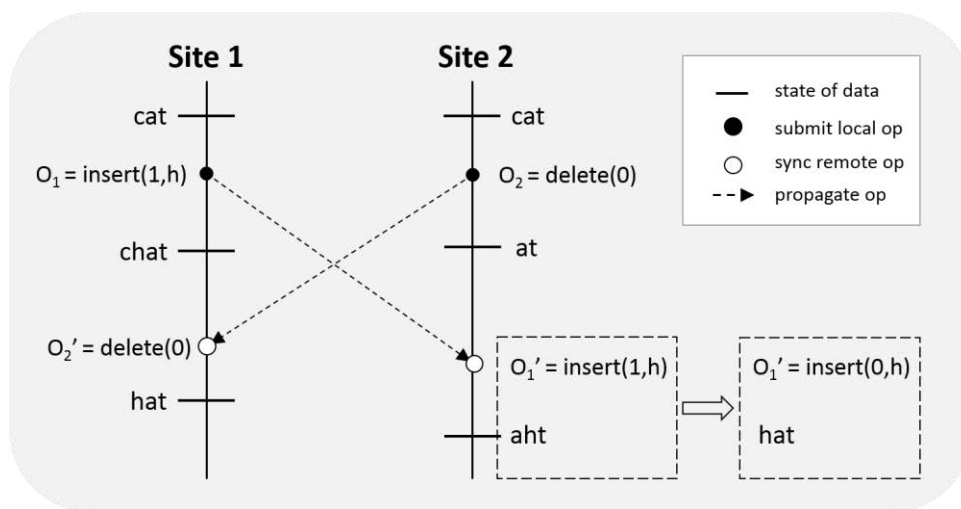 Site 1
Site 2
cat
cat
O₁ = insert(1,h)
O₂ = delete(0)
chat
at
O₂’ = delete(0)
hat
O₁’ = insert(1,h)
aht
O₁’ = insert(0,h)
hat
state of data
submit local op
sync remote op
propagate op